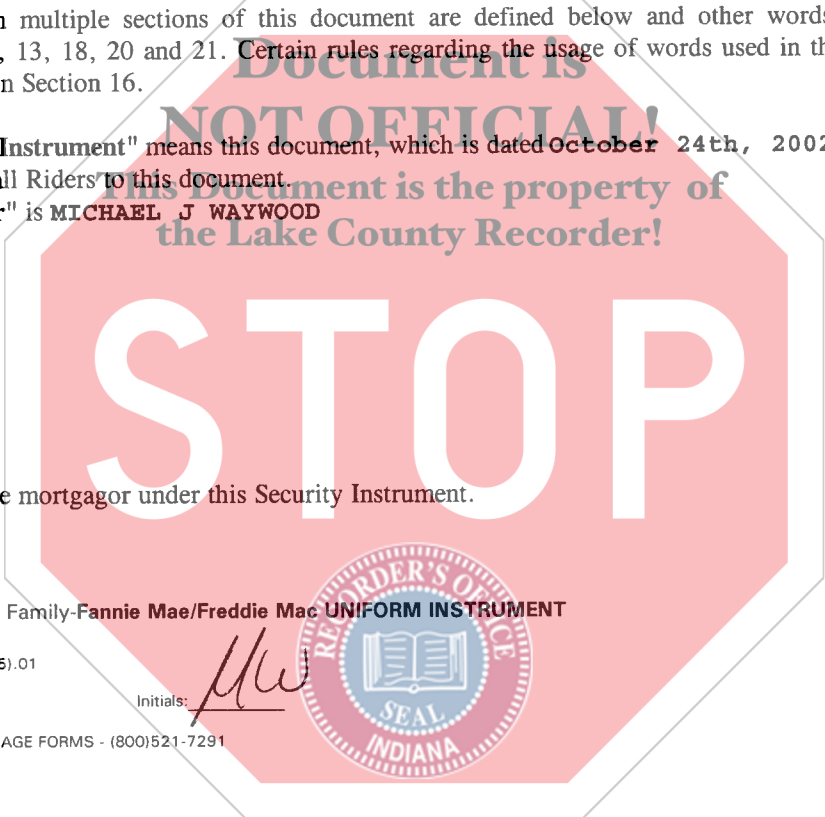 multiple sections of this document are defined below and other words
, 13, 18, 20 and 21. Certain rules regarding the usage of words used in th
n Section 16.
Document is
NOT OFFICIAL!
Instrument" means this document, which is dated October 24th, 2002
ll Riders to this document.
This Document is the property of
r" is MICHAEL J WAYWOOD
the Lake County Recorder!
STOP
e mortgagor under this Security Instrument.
RECORDER'S OFFICE
Family-Fannie Mae/Freddie Mac UNIFORM INSTRUMENT
).01
Initials: MW
SEAL
INDIANA
AGE FORMS - (800)521-7291